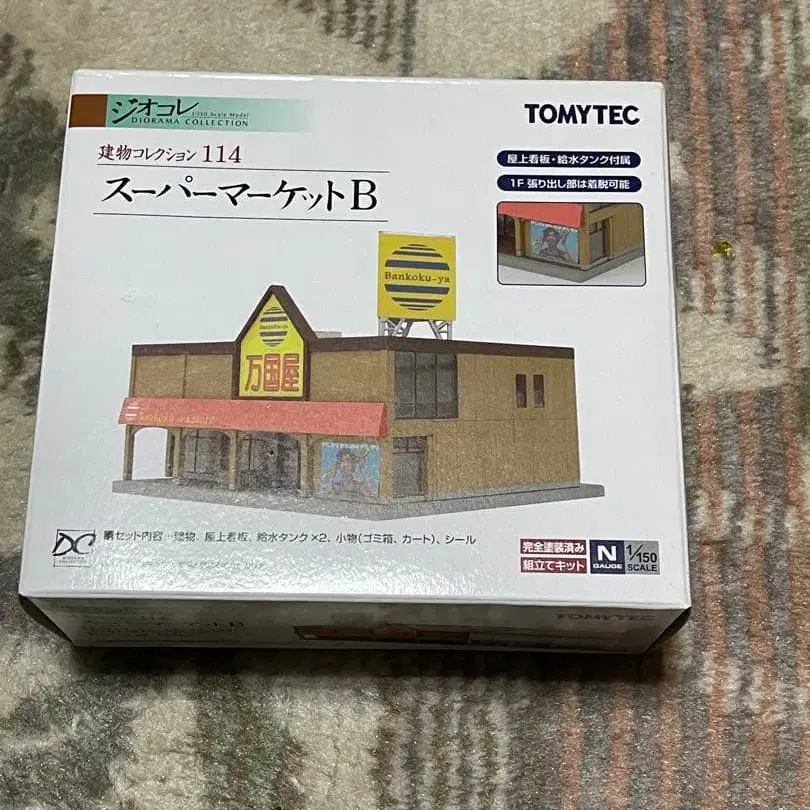 ジオコレ
1/150 Scale Model
DIORAMA COLLECTION
TOMYTEC
建物コレクション 114
スーパーマーケットB
屋上看板・給水タンク付属
1F 張り出し部は着脱可能
Bankoku-ya
Bankoku-ya
万国屋
DC
セット内容…建物、屋上看板、給水タンク×2、小物(ゴミ箱、カート)、シール
完全塗装済み
組立てキット
N
GAUGE
1/150
SCALE
TOMYTEC